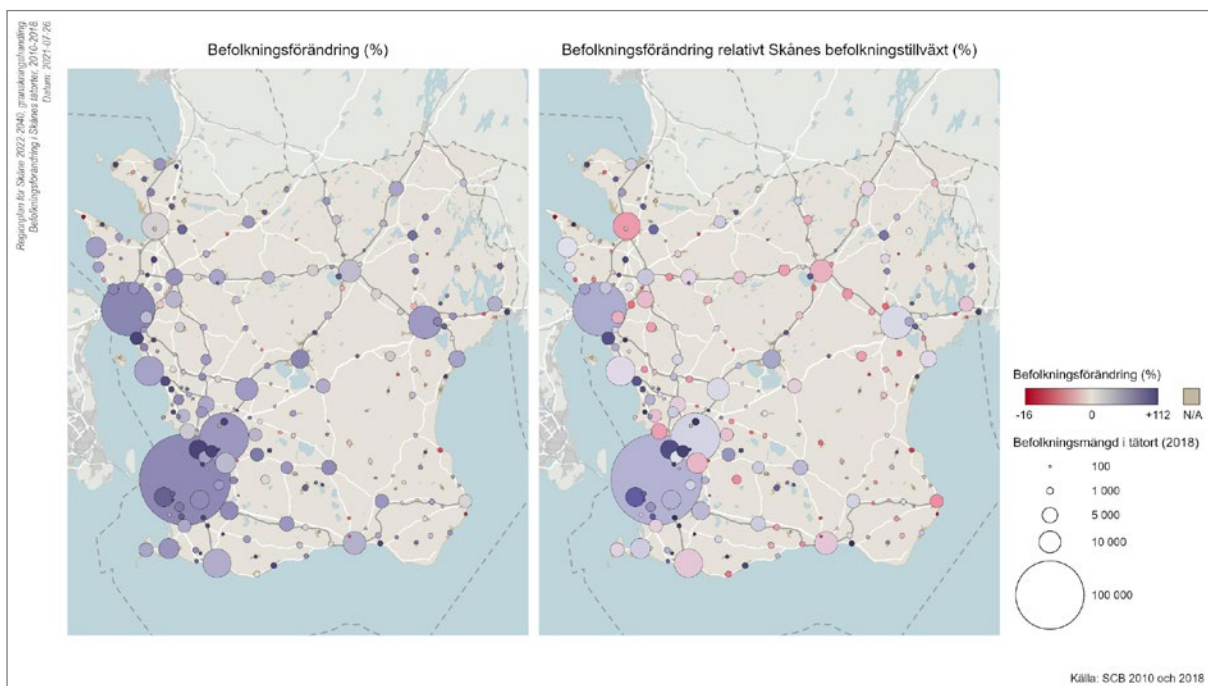 Regionplan för Skåne 2022-2040, granskningshandling.
Befolkningsförändring i Skånes tätorter, 2010-2018.
Datum: 2021-07-26
Befolkningsförändring (%)
Befolkningsförändring relativt Skånes befolkningstillväxt (%)
Befolkningsförändring (%)
-16 0 +112 N/A
Befolkningsmängd i tätort (2018)
100
1 000
5 000
10 000
100 000
Källa: SCB 2010 och 2018